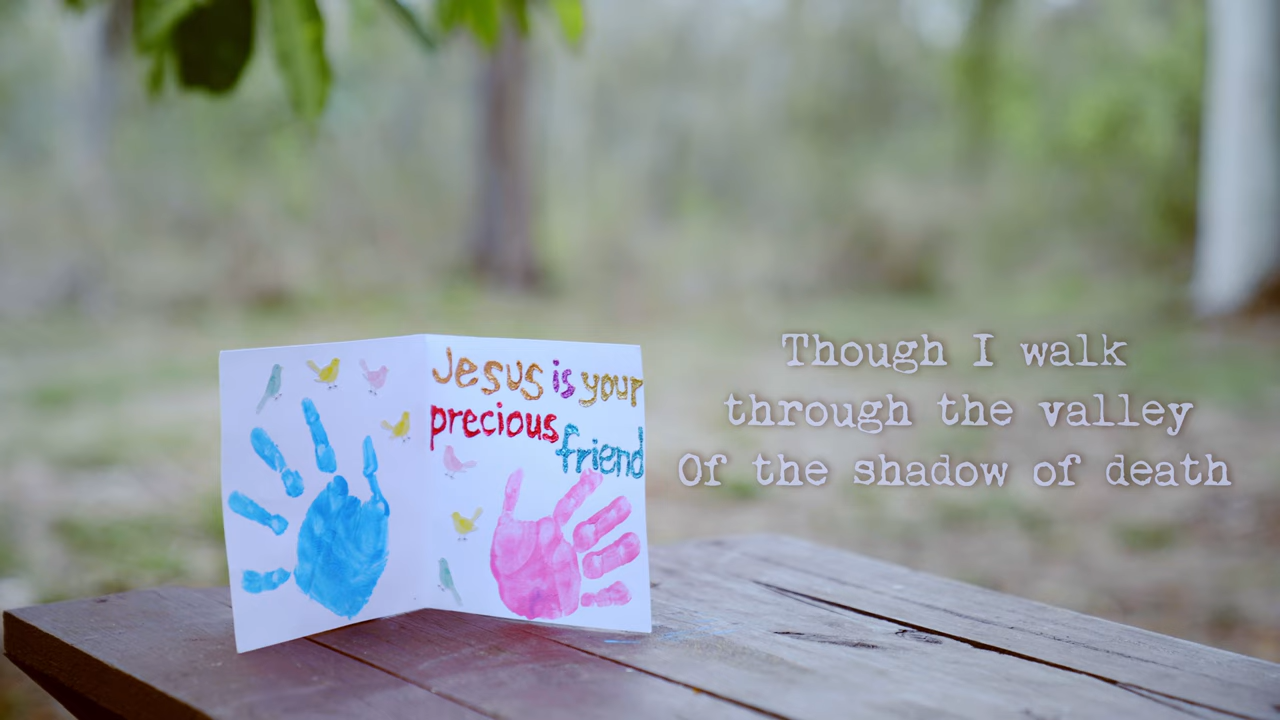 Jesus is your
precious
friend
Though I walk
through the valley
Of the shadow of death